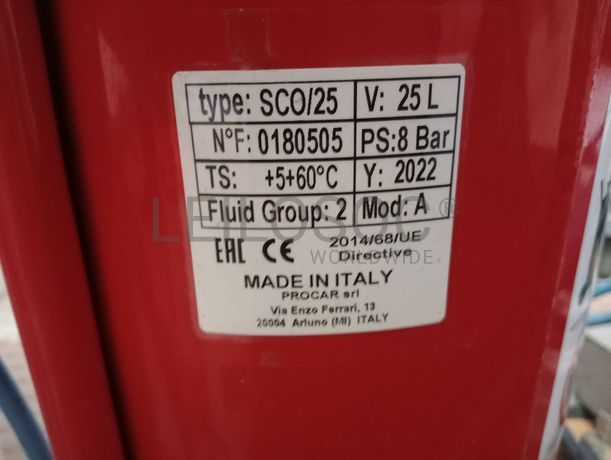 type: SCO/25 V: 25 L
N°F: 0180505 PS:8 Bar
TS: +5+60°C Y: 2022
Fluid Group: 2 Mod: A
LEILOSOC®
WORLDWIDE
EAC CE 2014/68/UE
Directive
MADE IN ITALY
PROCAR srl
Via Enzo Ferrari, 13
20004 Arluno (MI) ITALY